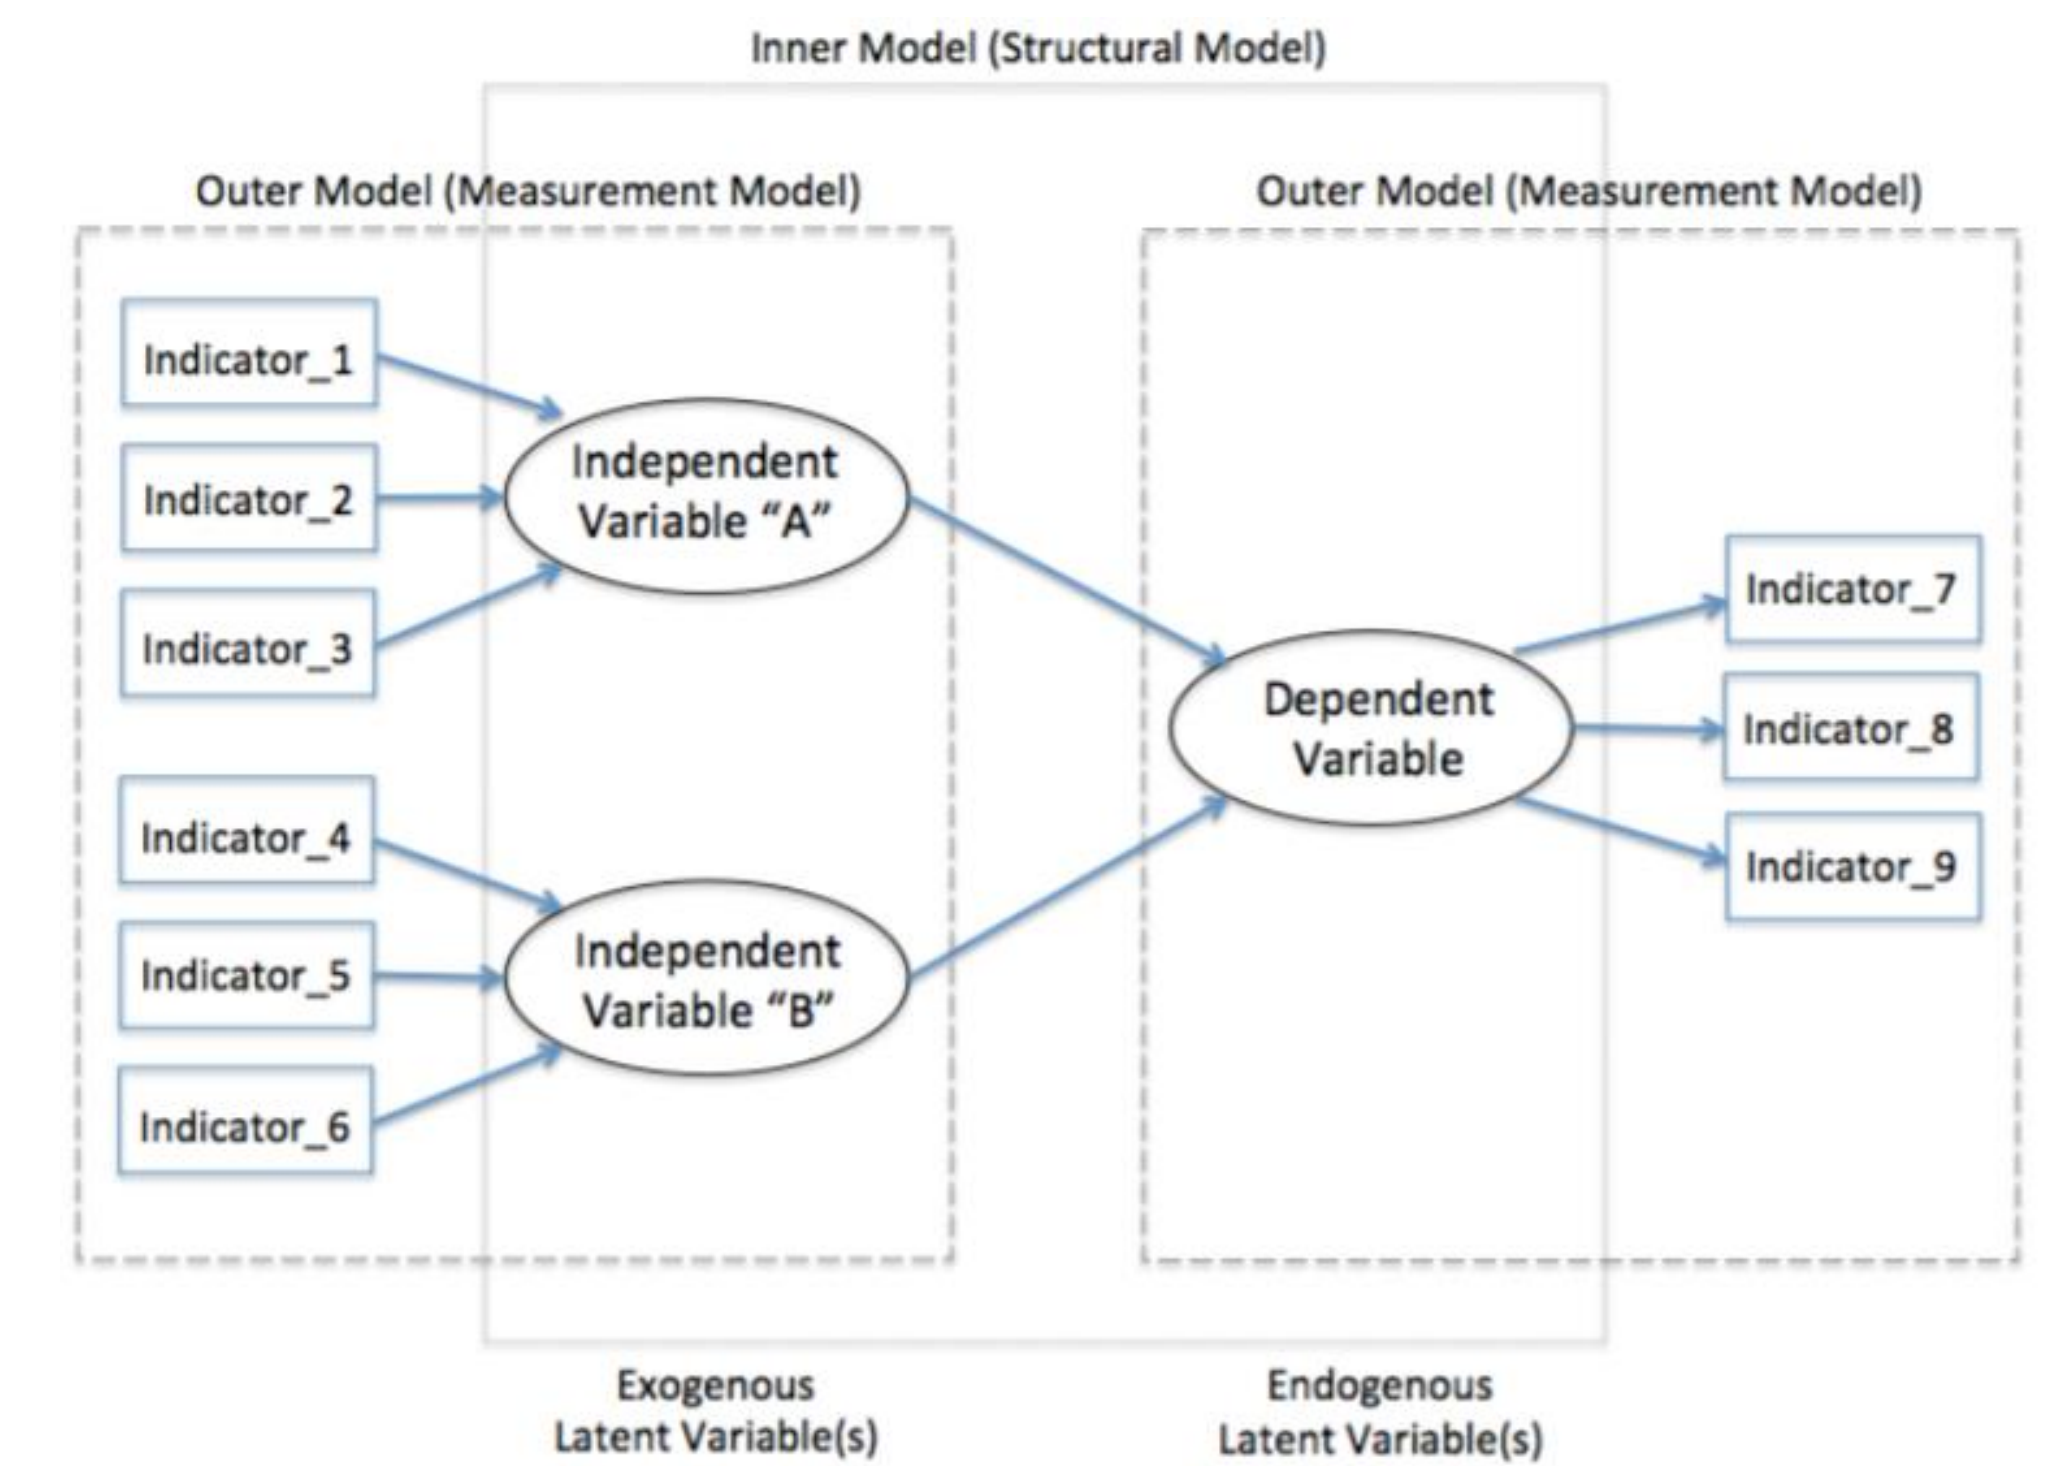 Inner Model (Structural Model)
Outer Model (Measurement Model)
Outer Model (Measurement Model)
Indicator_1
Indicator_2
Indicator_3
Independent
Variable “A”
Indicator_4
Indicator_5
Indicator_6
Independent
Variable “B”
Dependent
Variable
Indicator_7
Indicator_8
Indicator_9
Exogenous
Latent Variable(s)
Endogenous
Latent Variable(s)